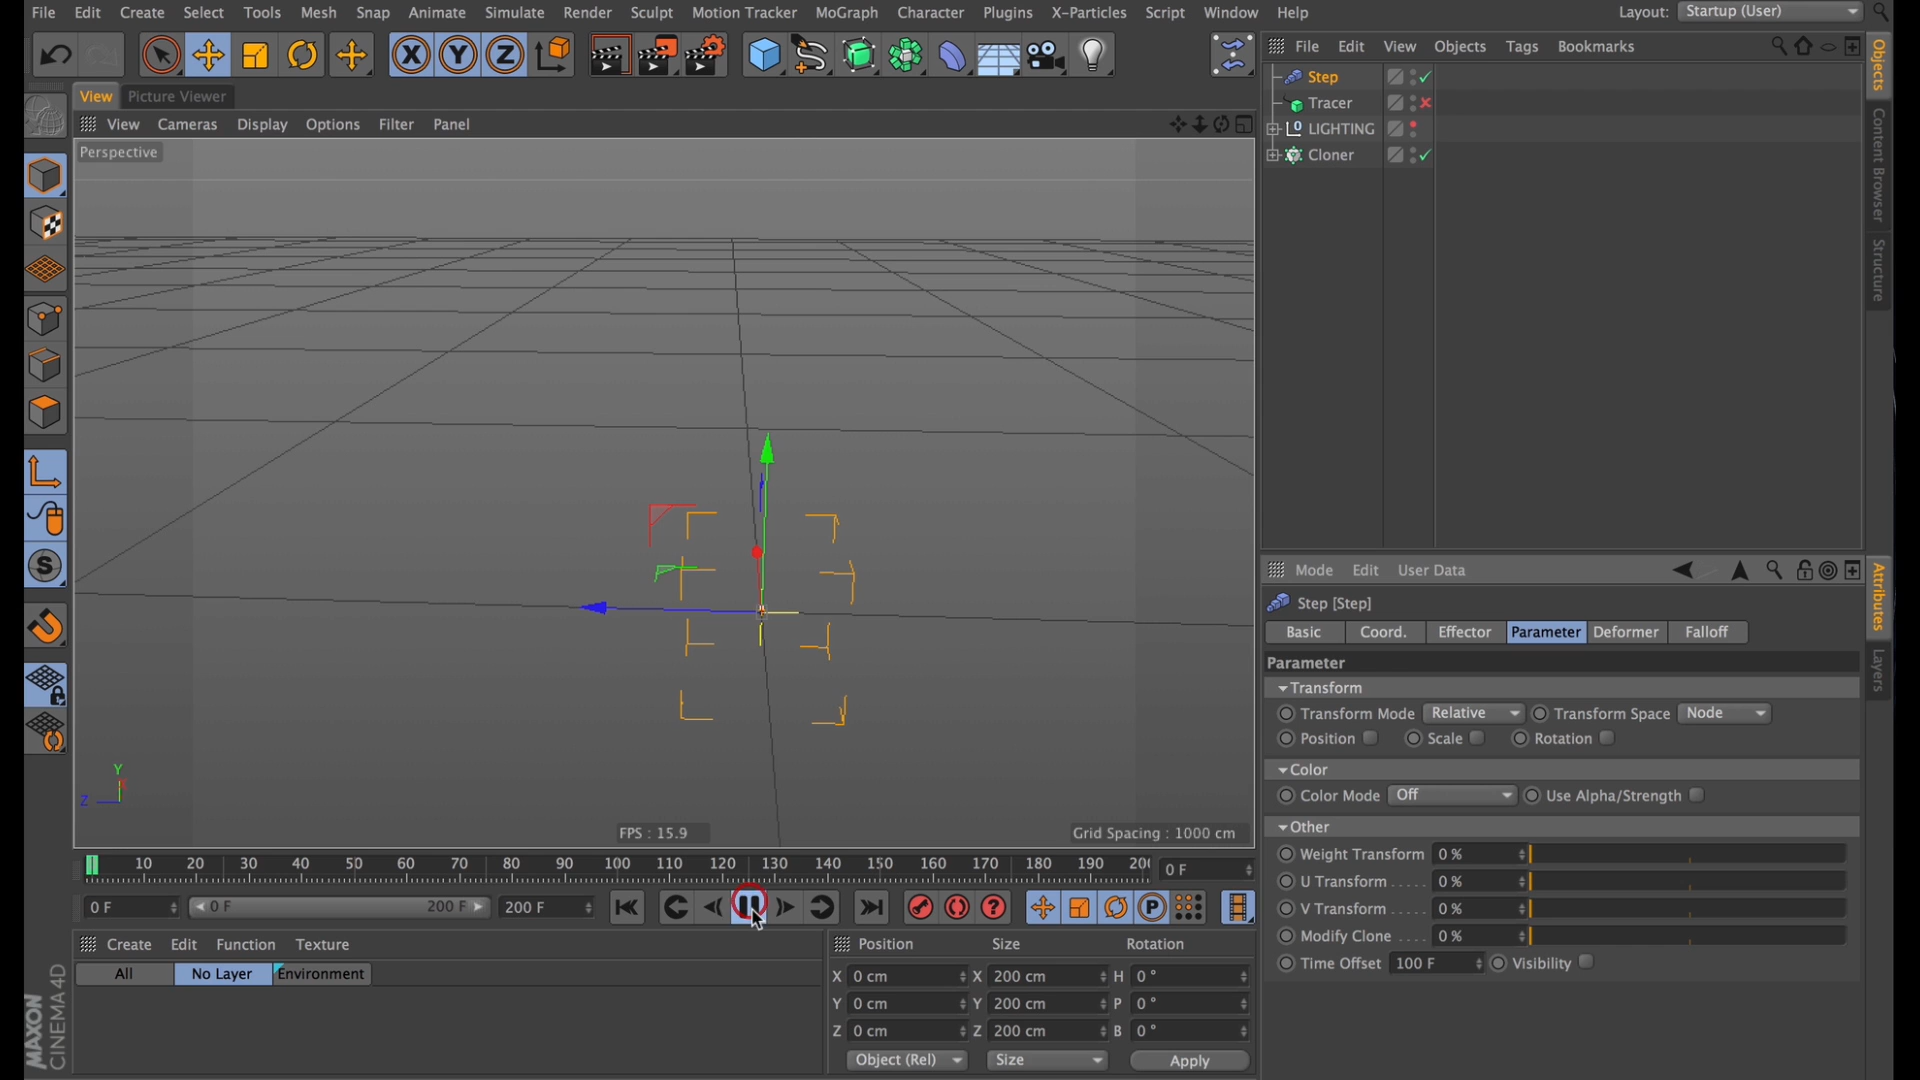 File Edit Create Select Tools Mesh Snap Animate Simulate Render Sculpt Motion Tracker MoGraph Character Plugins X-Particles Script Window Help Layout: Startup (User)
X Y Z
File Edit View Objects Tags Bookmarks
View Picture Viewer
View Cameras Display Options Filter Panel
Perspective
Step
Tracer
LIGHTING
Cloner
Objects
Content Browser
Structure
Y
Z
FPS : 15.9
Grid Spacing : 1000 cm
10 20 30 40 50 60 70 80 90 100 110 120 130 140 150 160 170 180 190 200 0 F
0 F 0 F 200 F 200 F
Create Edit Function Texture
All No Layer Environment
MAXON
CINEMA 4D
Position Size Rotation
X 0 cm X 200 cm H 0 °
Y 0 cm Y 200 cm P 0 °
Z 0 cm Z 200 cm B 0 °
Object (Rel) Size Apply
Mode Edit User Data
Step [Step]
Basic Coord. Effector Parameter Deformer Falloff
Parameter
Transform
Transform Mode Relative Transform Space Node
Position Scale Rotation
Color
Color Mode Off Use Alpha/Strength
Other
Weight Transform 0 %
U Transform . . . . . 0 %
V Transform . . . . . 0 %
Modify Clone . . . . 0 %
Time Offset 100 F Visibility
Attributes
Layers